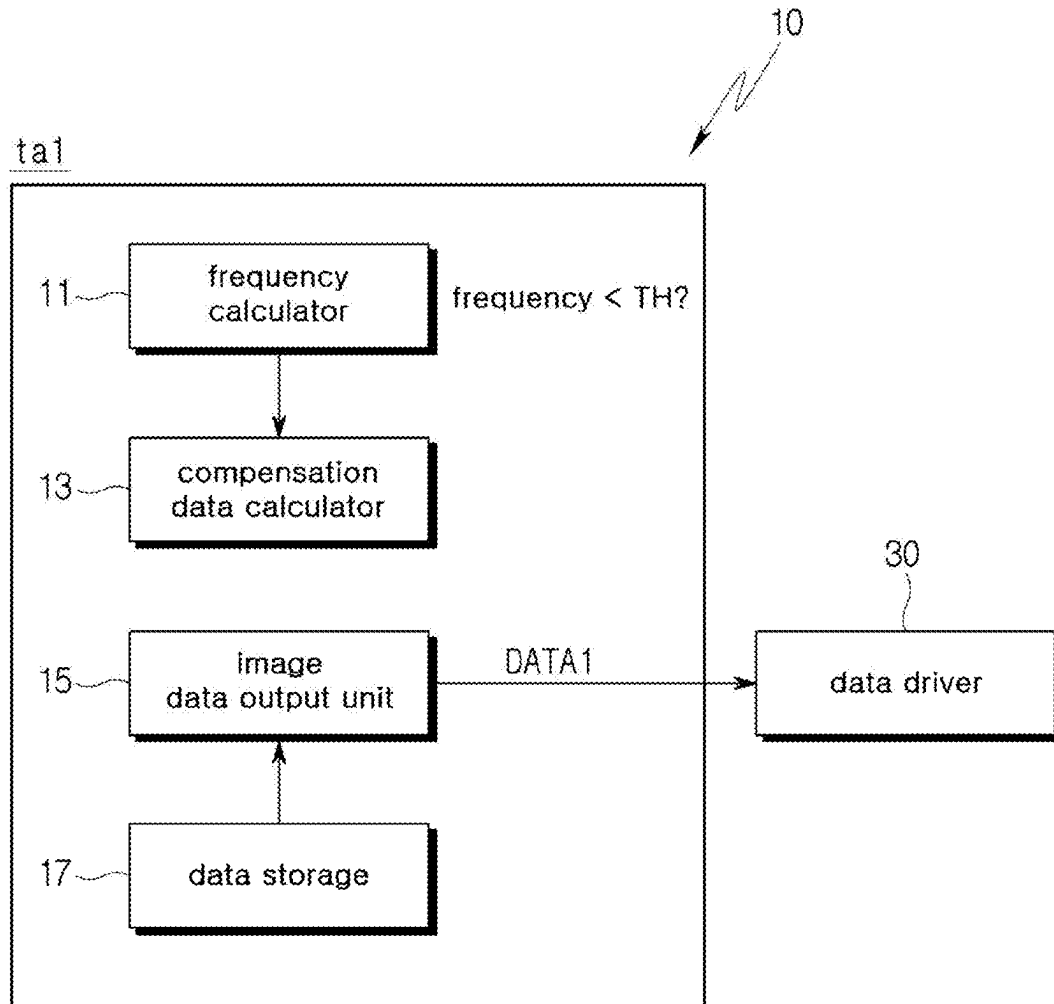 10
ta1
frequency
calculator
11
frequency < TH?
compensation
data calculator
13
30
image
data output unit
15
DATA1
data driver
data storage
17